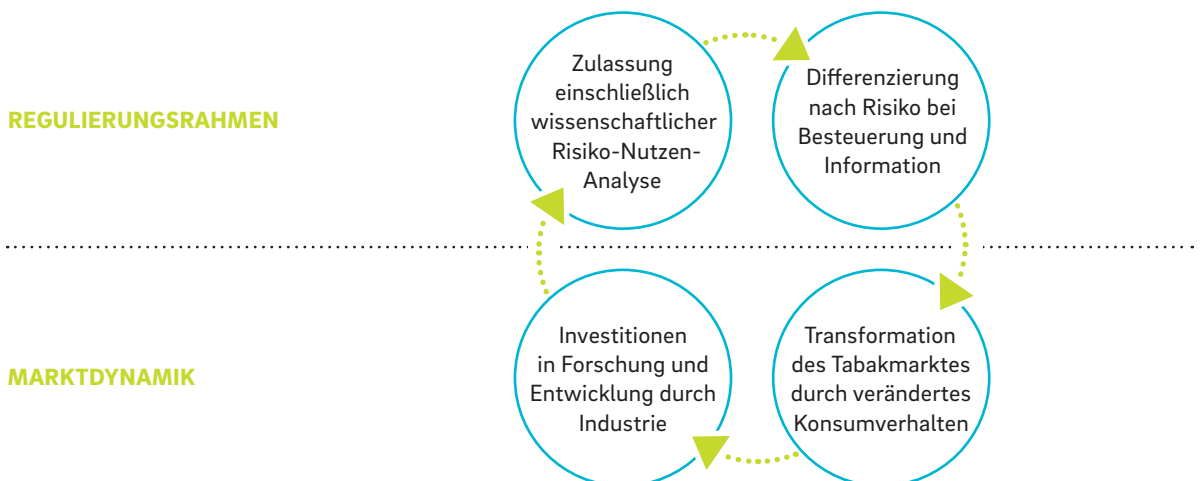 REGULIERUNGSRAHMEN
Zulassung
einschließlich
wissenschaftlicher
Risiko-Nutzen-
Analyse
Differenzierung
nach Risiko bei
Besteuerung und
Information
MARKTDYNAMIK
Investitionen
in Forschung und
Entwicklung durch
Industrie
Transformation
des Tabakmarktes
durch verändertes
Konsumverhalten